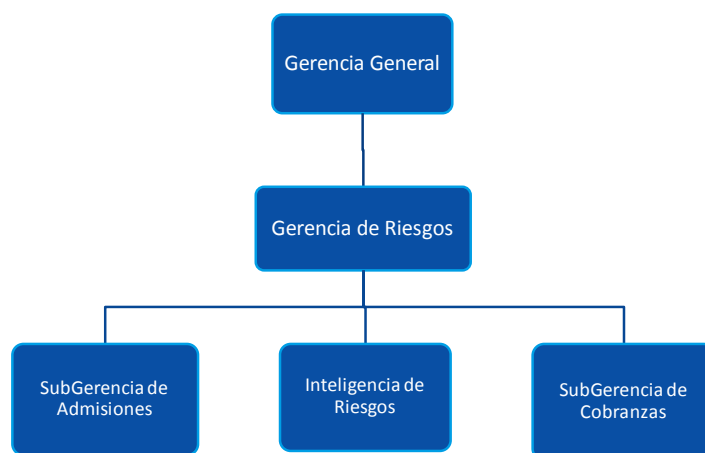 Gerencia General
Gerencia de Riesgos
SubGerencia de
Admisiones
Inteligencia de
Riesgos
SubGerencia de
Cobranzas